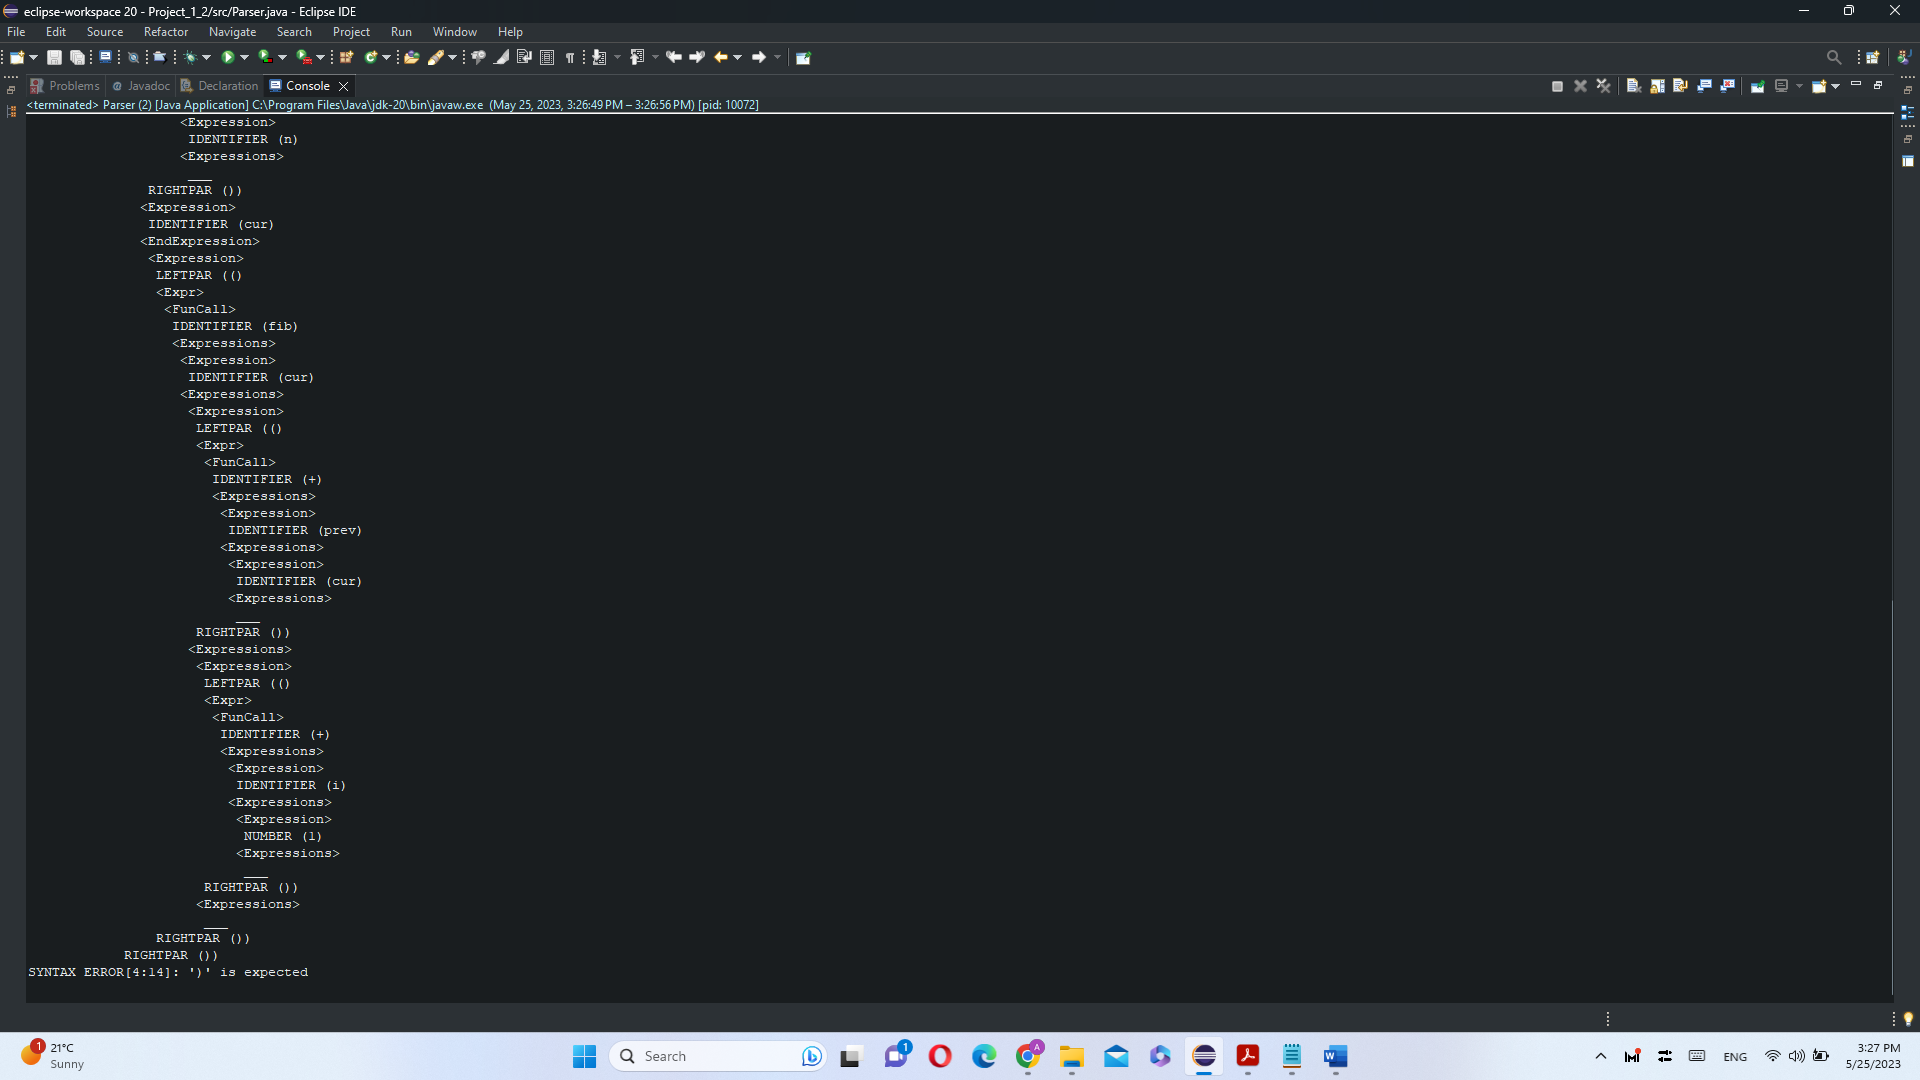 eclipse-workspace 20 - Project_1_2/src/Parser.java - Eclipse IDE
File Edit Source Refactor Navigate Search Project Run Window Help
Problems Javadoc Declaration Console
<terminated> Parser (2) [Java Application] C:\Program Files\Java\jdk-20\bin\javaw.exe (May 25, 2023, 3:26:49 PM – 3:26:56 PM) [pid: 10072]
<Expression>
IDENTIFIER (n)
<Expressions>
___
RIGHTPAR ())
<Expression>
IDENTIFIER (cur)
<EndExpression>
<Expression>
LEFTPAR (()
<Expr>
<FunCall>
IDENTIFIER (fib)
<Expressions>
<Expression>
IDENTIFIER (cur)
<Expressions>
<Expression>
LEFTPAR (()
<Expr>
<FunCall>
IDENTIFIER (+)
<Expressions>
<Expression>
IDENTIFIER (prev)
<Expressions>
<Expression>
IDENTIFIER (cur)
<Expressions>
___
RIGHTPAR ())
<Expressions>
<Expression>
LEFTPAR (()
<Expr>
<FunCall>
IDENTIFIER (+)
<Expressions>
<Expression>
IDENTIFIER (i)
<Expressions>
<Expression>
NUMBER (1)
<Expressions>
___
RIGHTPAR ())
<Expressions>
___
RIGHTPAR ())
RIGHTPAR ())
SYNTAX ERROR[4:14]: ')' is expected
1
21°C
Sunny
Search
1
A
ENG
3:27 PM
5/25/2023